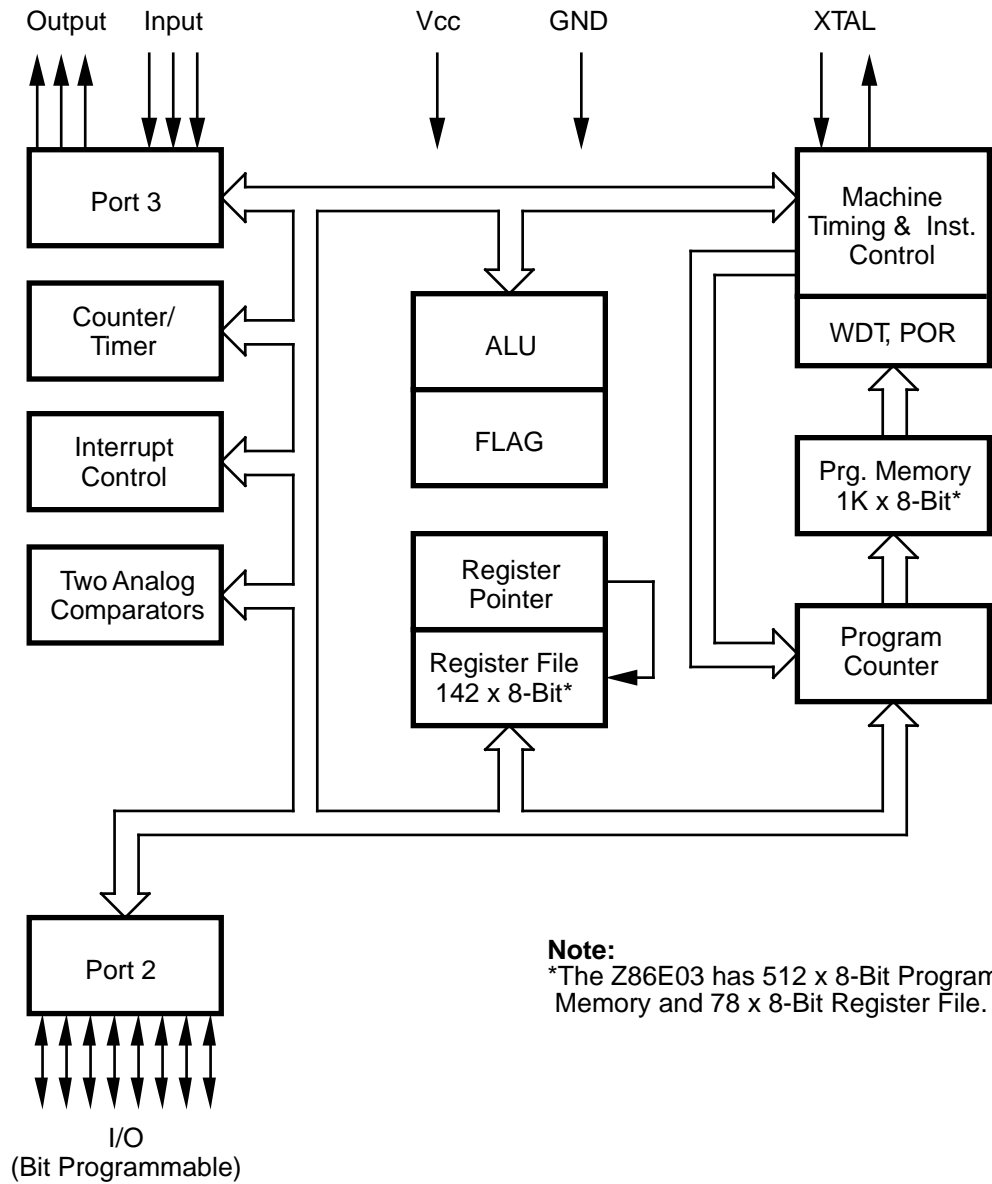 Output
Input
Vcc
GND
XTAL
Port 3
Machine
Timing & Inst.
Control
Counter/
Timer
ALU
WDT, POR
FLAG
Interrupt
Control
Prg. Memory
1K x 8-Bit*
Two Analog
Comparators
Register
Pointer
Register File
142 x 8-Bit*
Program
Counter
Port 2
Note:
*The Z86E03 has 512 x 8-Bit Program
Memory and 78 x 8-Bit Register File.
I/O
(Bit Programmable)